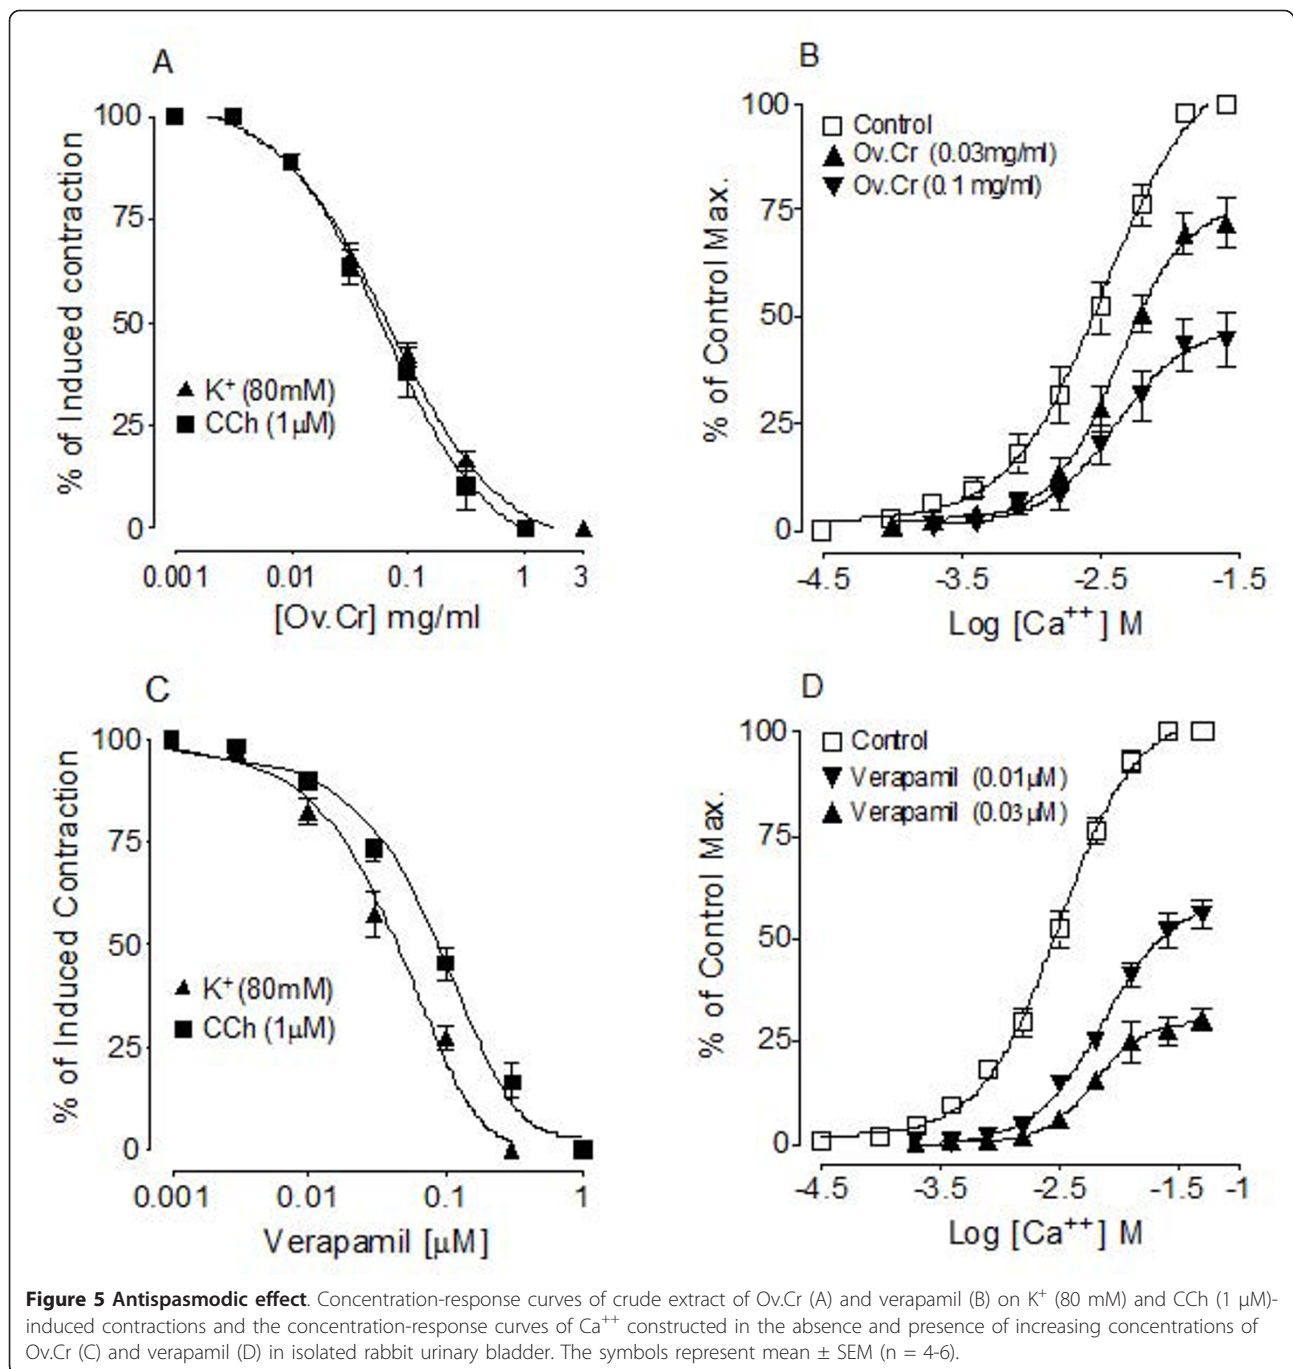 A
100
75
50
25
0
% of Induced contraction
K⁺ (80mM)
CCh (1µM)
0.001 0.01 0.1 1 3
[Ov.Cr] mg/ml
B
100
75
50
25
0
% of Control Max.
Control
Ov.Cr (0.03mg/ml)
Ov.Cr (0.1 mg/ml)
-4.5 -3.5 -2.5 -1.5
Log [Ca⁺⁺] M
C
100
75
50
25
0
% of Induced Contraction
K⁺ (80mM)
CCh (1µM)
0.001 0.01 0.1 1
Verapamil [µM]
D
100
75
50
25
0
% of Control Max.
Control
Verapamil (0.01µM)
Verapamil (0.03µM)
-4.5 -3.5 -2.5 -1.5 -1
Log [Ca⁺⁺] M
Figure 5 Antispasmodic effect. Concentration-response curves of crude extract of Ov.Cr (A) and verapamil (B) on K⁺ (80 mM) and CCh (1 µM)-
induced contractions and the concentration-response curves of Ca⁺⁺ constructed in the absence and presence of increasing concentrations of
Ov.Cr (C) and verapamil (D) in isolated rabbit urinary bladder. The symbols represent mean ± SEM (n = 4-6).